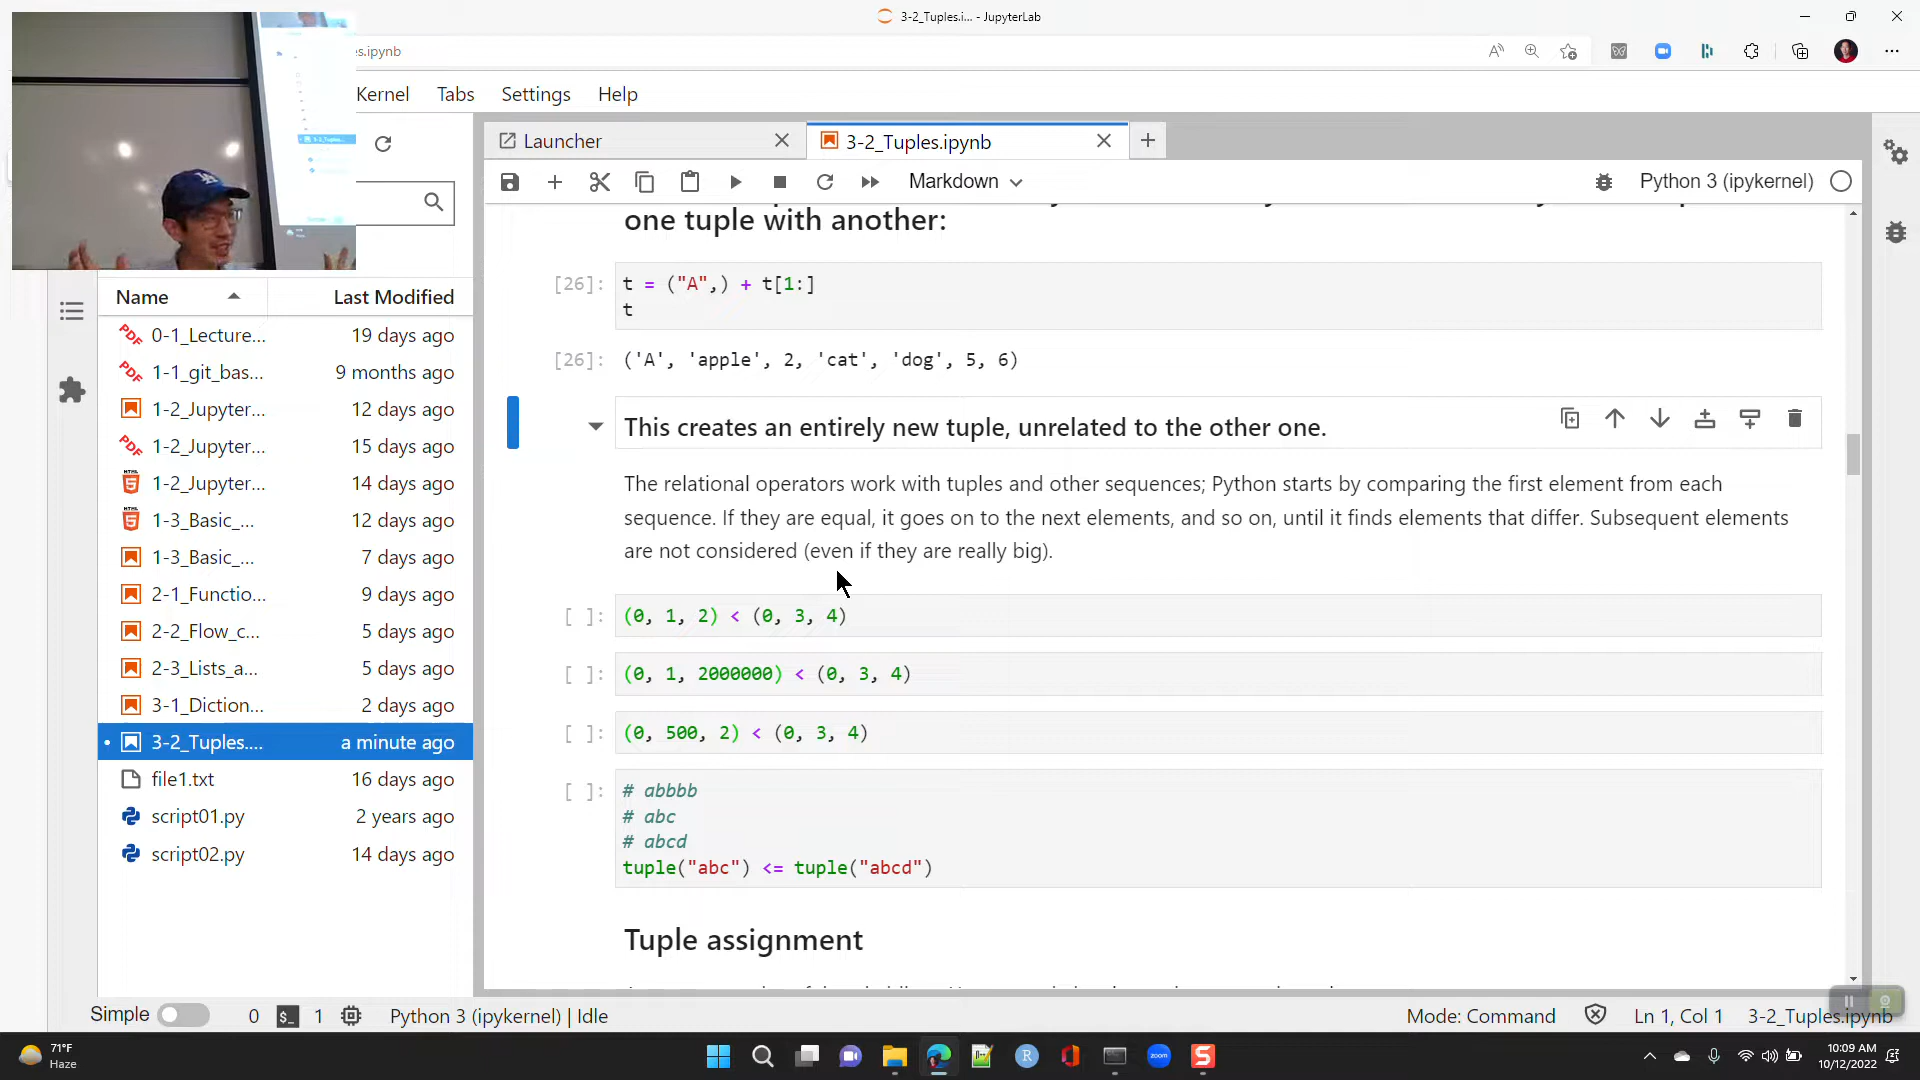 3-2_Tuples.i... - JupyterLab
es.ipynb
Kernel
Tabs
Settings
Help
Launcher
3-2_Tuples.ipynb
Markdown
Python 3 (ipykernel)
one tuple with another:
[26]:
t = ("A",) + t[1:]
t
[26]:
('A', 'apple', 2, 'cat', 'dog', 5, 6)
This creates an entirely new tuple, unrelated to the other one.
The relational operators work with tuples and other sequences; Python starts by comparing the first element from each
sequence. If they are equal, it goes on to the next elements, and so on, until it finds elements that differ. Subsequent elements
are not considered (even if they are really big).
[ ]:
(0, 1, 2) < (0, 3, 4)
[ ]:
(0, 1, 2000000) < (0, 3, 4)
[ ]:
(0, 500, 2) < (0, 3, 4)
[ ]:
# abbbb
# abc
# abcd
tuple("abc") <= tuple("abcd")
Tuple assignment
Name
Last Modified
0-1_Lecture...
19 days ago
1-1_git_bas...
9 months ago
1-2_Jupyter...
12 days ago
1-2_Jupyter...
15 days ago
1-2_Jupyter...
14 days ago
1-3_Basic_...
12 days ago
1-3_Basic_...
7 days ago
2-1_Functio...
9 days ago
2-2_Flow_c...
5 days ago
2-3_Lists_a...
5 days ago
3-1_Diction...
2 days ago
3-2_Tuples....
a minute ago
file1.txt
16 days ago
script01.py
2 years ago
script02.py
14 days ago
Simple
0
1
Python 3 (ipykernel) | Idle
Mode: Command
Ln 1, Col 1
3-2_Tuples.ipynb
71°F
Haze
10:09 AM
10/12/2022